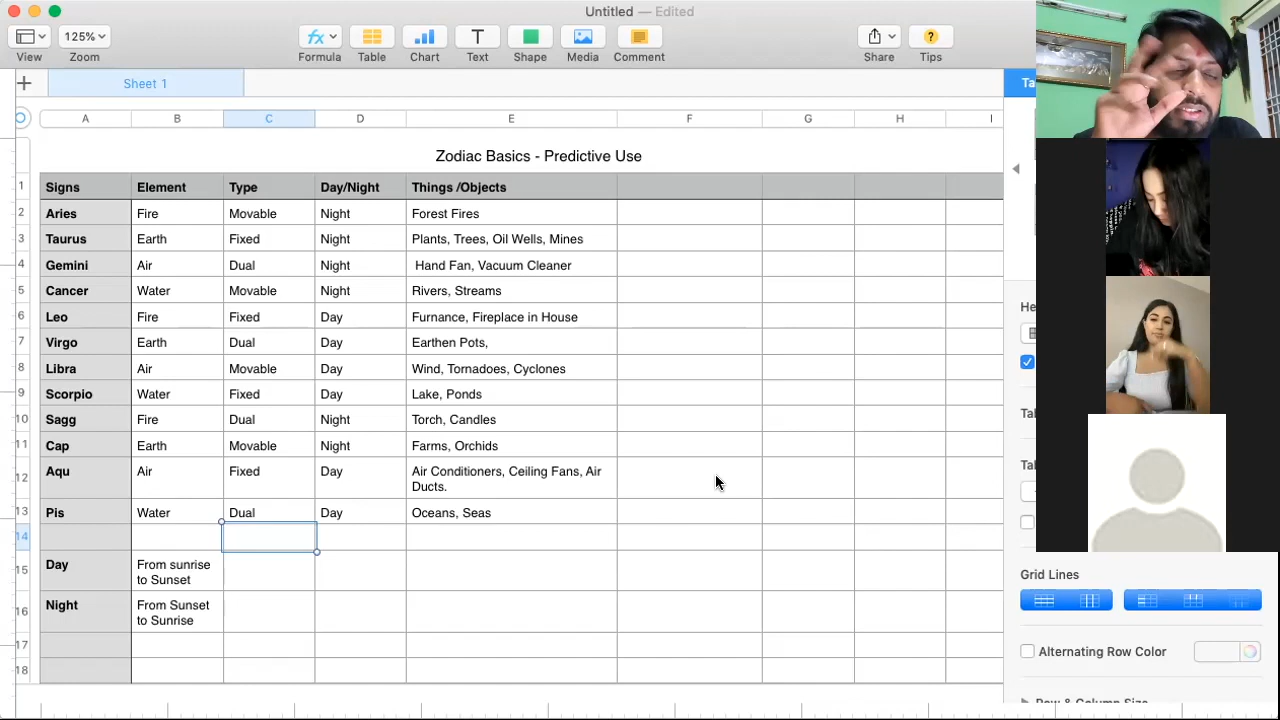 Untitled — Edited
125%
View
Zoom
Formula
Table
Chart
Text
Shape
Media
Comment
Share
Tips
Sheet 1
Ta
A B C D E F G H I
Zodiac Basics - Predictive Use
1 Signs Element Type Day/Night Things /Objects
2 Aries Fire Movable Night Forest Fires
3 Taurus Earth Fixed Night Plants, Trees, Oil Wells, Mines
4 Gemini Air Dual Night Hand Fan, Vacuum Cleaner
5 Cancer Water Movable Night Rivers, Streams
6 Leo Fire Fixed Day Furnance, Fireplace in House
7 Virgo Earth Dual Day Earthen Pots,
8 Libra Air Movable Day Wind, Tornadoes, Cyclones
9 Scorpio Water Fixed Day Lake, Ponds
10 Sagg Fire Dual Night Torch, Candles
11 Cap Earth Movable Night Farms, Orchids
12 Aqu Air Fixed Day Air Conditioners, Ceiling Fans, Air
Ducts.
13 Pis Water Dual Day Oceans, Seas
14
15 Day From sunrise
to Sunset
16 Night From Sunset
to Sunrise
17
18
He
Tal
Tal
Grid Lines
Alternating Row Color
Row & Column Size